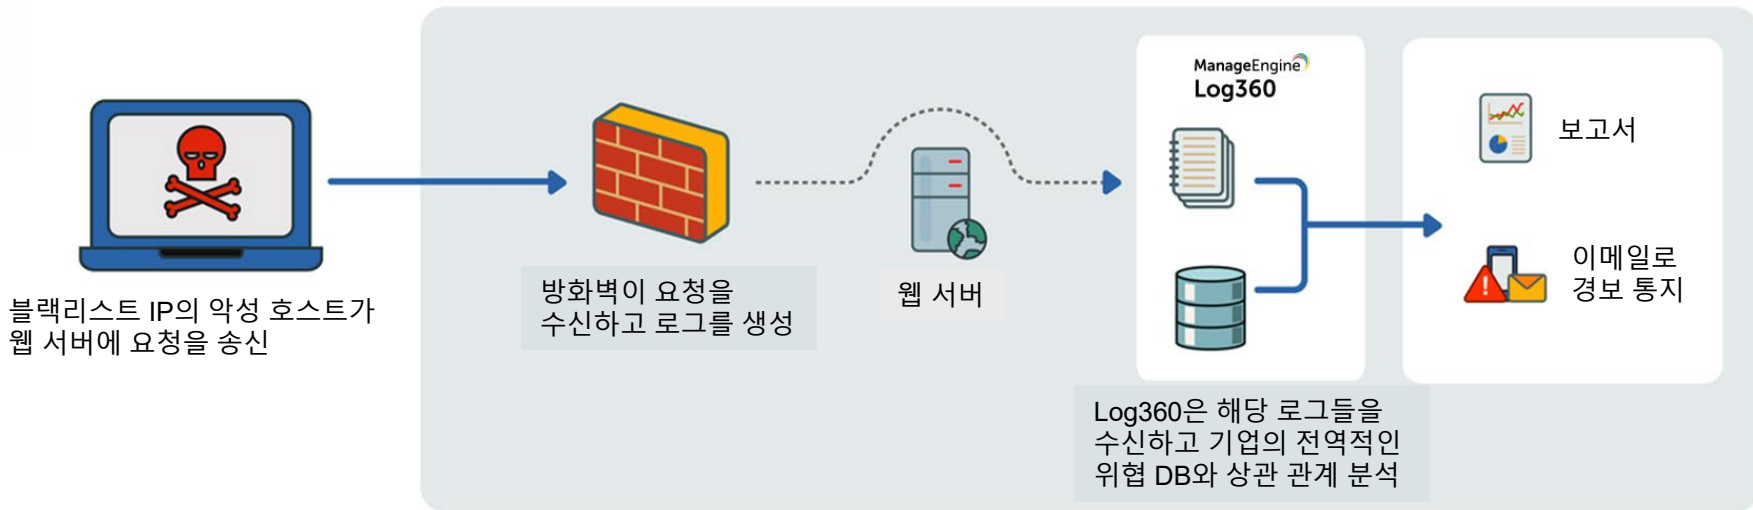 ManageEngine
Log360
보고서
이메일로
경보 통지
블랙리스트 IP의 악성 호스트가
웹 서버에 요청을 송신
방화벽이 요청을
수신하고 로그를 생성
웹 서버
Log360은 해당 로그들을
수신하고 기업의 전역적인
위협 DB와 상관 관계 분석